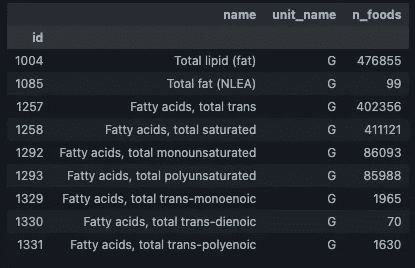 name unit_name n_foods
id
1004 Total lipid (fat) G 476855
1085 Total fat (NLEA) G 99
1257 Fatty acids, total trans G 402356
1258 Fatty acids, total saturated G 411121
1292 Fatty acids, total monounsaturated G 86093
1293 Fatty acids, total polyunsaturated G 85988
1329 Fatty acids, total trans-monoenoic G 1965
1330 Fatty acids, total trans-dienoic G 70
1331 Fatty acids, total trans-polyenoic G 1630